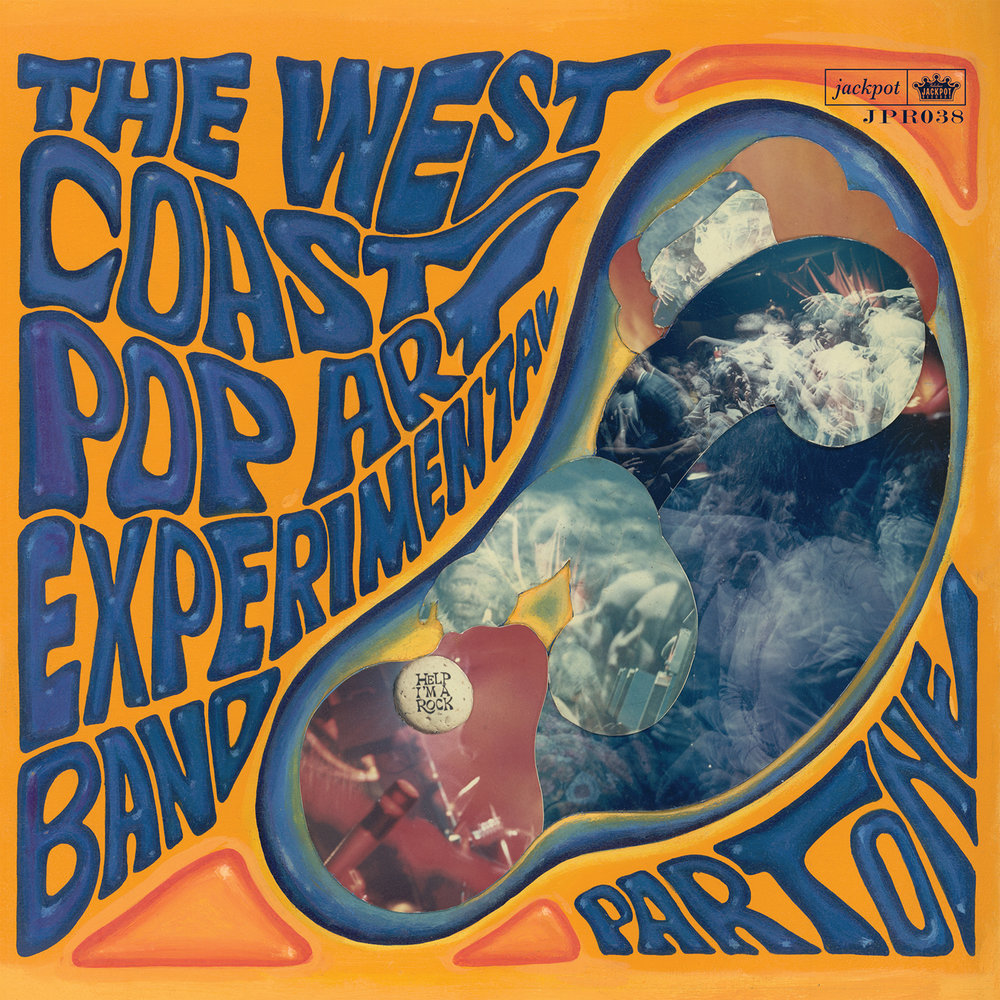 THE WEST
COAST
POP ART
EXPERIMENTAL
BAND
jackpot
JACKPOT
JPR038
HELP
I'M A
ROCK
PART ONE